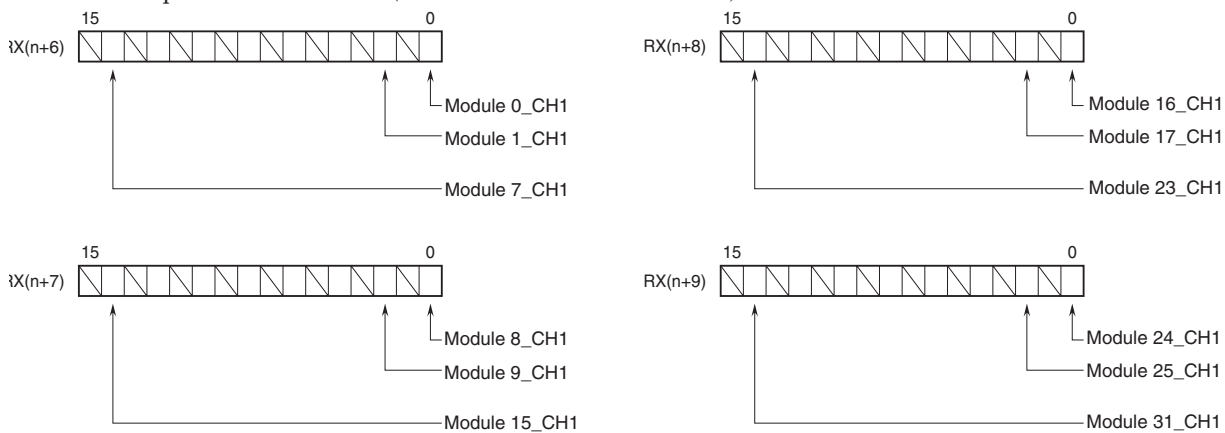 15 0
RX(n+6)
Module 0_CH1
Module 1_CH1
Module 7_CH1
15 0
RX(n+8)
Module 16_CH1
Module 17_CH1
Module 23_CH1
15 0
RX(n+7)
Module 8_CH1
Module 9_CH1
Module 15_CH1
15 0
RX(n+9)
Module 24_CH1
Module 25_CH1
Module 31_CH1